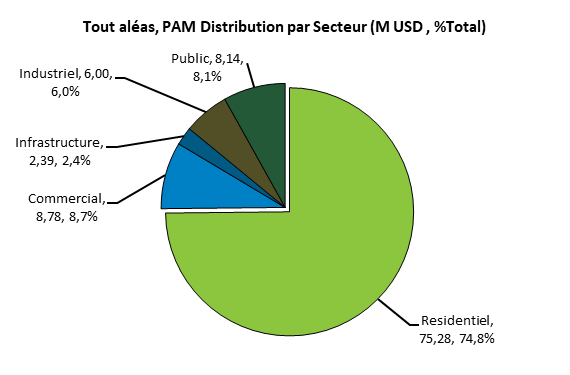 Tout aléas, PAM Distribution par Secteur (M USD , %Total)
Public, 8,14,
8,1%
Industriel, 6,00,
6,0%
Infrastructure,
2,39, 2,4%
Commercial,
8,78, 8,7%
Residentiel,
75,28, 74,8%